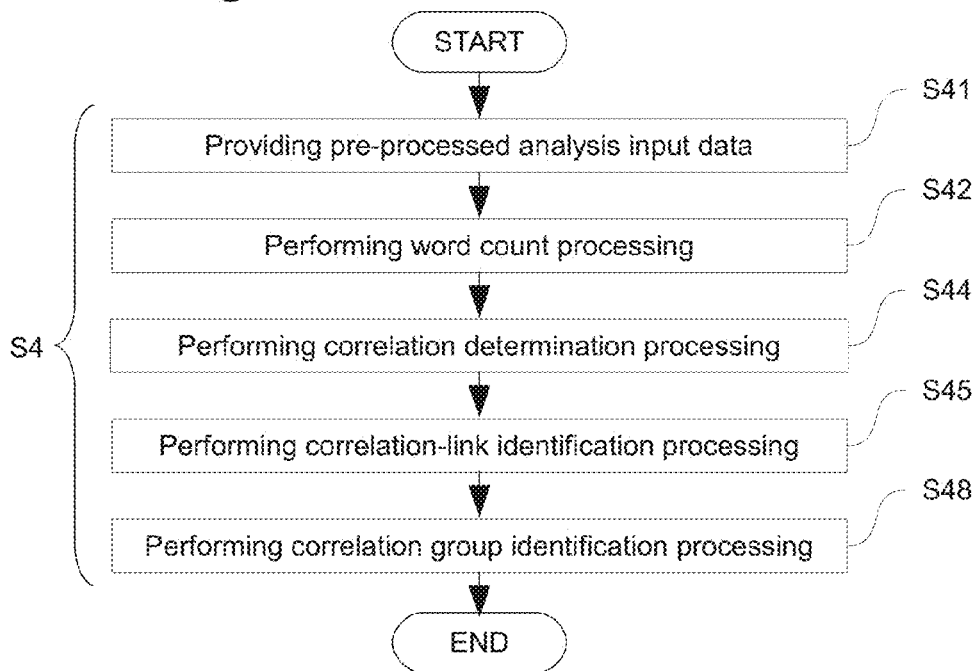 START
S41
Providing pre-processed analysis input data
S42
Performing word count processing
S44
Performing correlation determination processing
S4
S45
Performing correlation-link identification processing
S48
Performing correlation group identification processing
END